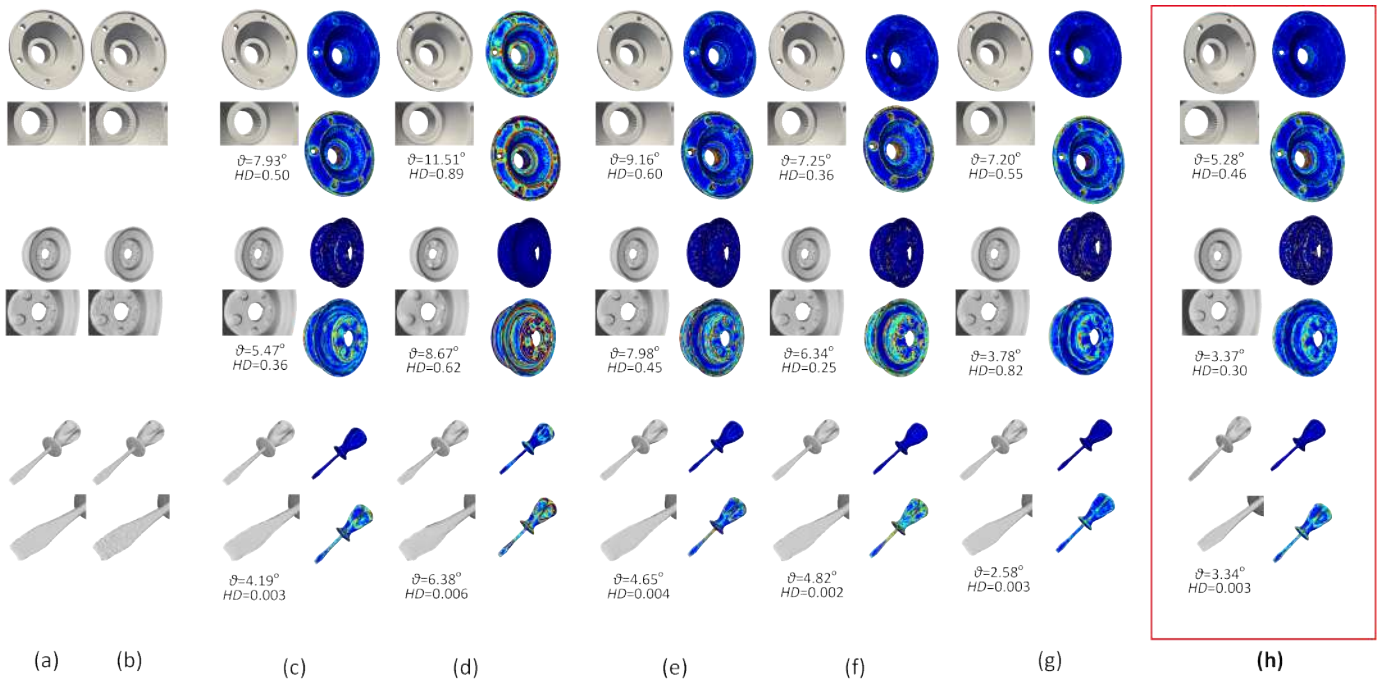 ϑ=7.93°
HD=0.50
ϑ=11.51°
HD=0.89
ϑ=9.16°
HD=0.60
ϑ=7.25°
HD=0.36
ϑ=7.20°
HD=0.55
ϑ=5.28°
HD=0.46
ϑ=5.47°
HD=0.36
ϑ=8.67°
HD=0.62
ϑ=7.98°
HD=0.45
ϑ=6.34°
HD=0.25
ϑ=3.78°
HD=0.82
ϑ=3.37°
HD=0.30
ϑ=4.19°
HD=0.003
ϑ=6.38°
HD=0.006
ϑ=4.65°
HD=0.004
ϑ=4.82°
HD=0.002
ϑ=2.58°
HD=0.003
ϑ=3.34°
HD=0.003
(a)
(b)
(c)
(d)
(e)
(f)
(g)
(h)